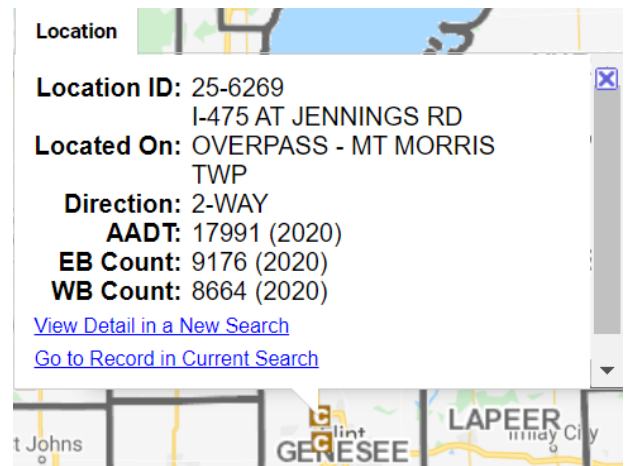 Location
Location ID: 25-6269
I-475 AT JENNINGS RD
Located On: OVERPASS - MT MORRIS
TWP
Direction: 2-WAY
AADT: 17991 (2020)
EB Count: 9176 (2020)
WB Count: 8664 (2020)
View Detail in a New Search
Go to Record in Current Search
C
LAPEER
C
t Johns
GENESEE
Imlay City